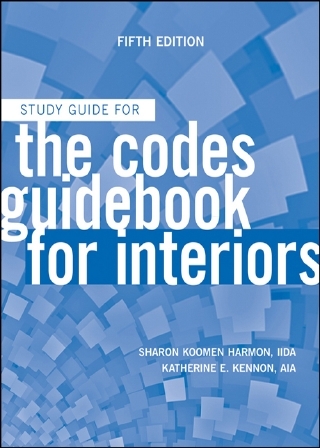 FIFTH EDITION
STUDY GUIDE FOR
the codes
guidebook
for interiors
SHARON KOOMEN HARMON, IIDA
KATHERINE E. KENNON, AIA